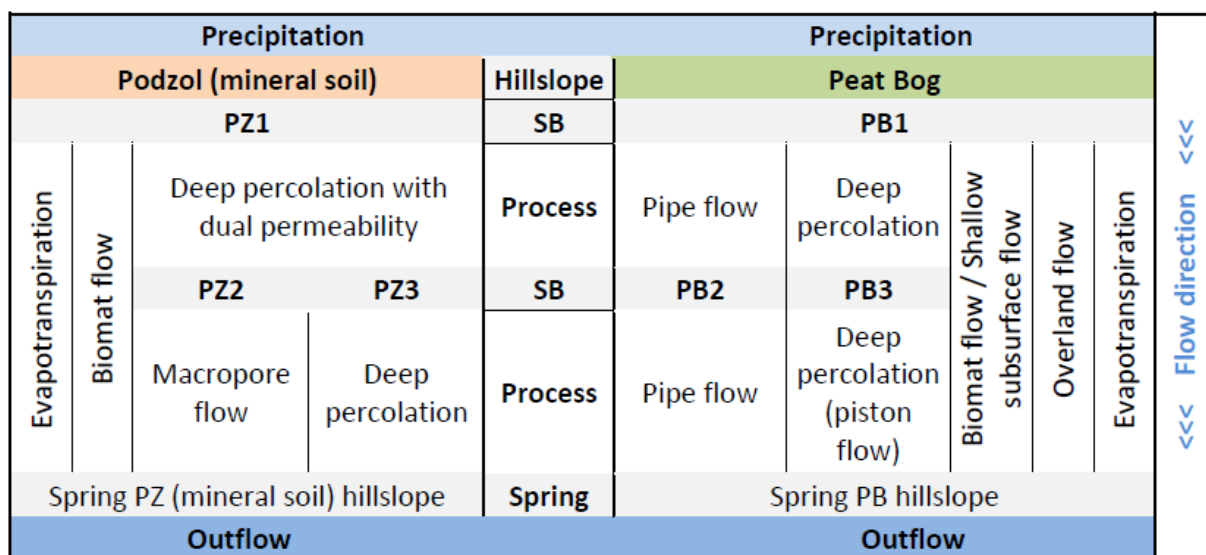 Precipitation Precipitation
Podzol (mineral soil) Hillslope Peat Bog
PZ1 SB PB1
Evapotranspiration
Biomat flow
Deep percolation with
dual permeability
Process
Pipe flow
Deep
percolation
Biomat flow / Shallow
subsurface flow
Overland flow
Evapotranspiration
<<< Flow direction <<<
PZ2 PZ3 SB PB2 PB3
Macropore
flow
Deep
percolation
Process
Pipe flow
Deep
percolation
(piston
flow)
Spring PZ (mineral soil) hillslope Spring Spring PB hillslope
Outflow Outflow